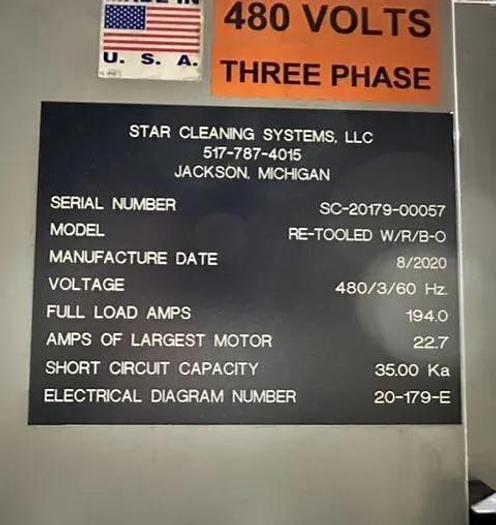 MADE IN
U. S. A.
480 VOLTS
THREE PHASE
STAR CLEANING SYSTEMS, LLC
517-787-4015
JACKSON, MICHIGAN
SERIAL NUMBER SC-20179-00057
MODEL RE-TOOLED W/R/B-O
MANUFACTURE DATE 8/2020
VOLTAGE 480/3/60 Hz.
FULL LOAD AMPS 194.0
AMPS OF LARGEST MOTOR 22.7
SHORT CIRCUIT CAPACITY 35.00 Ka
ELECTRICAL DIAGRAM NUMBER 20-179-E